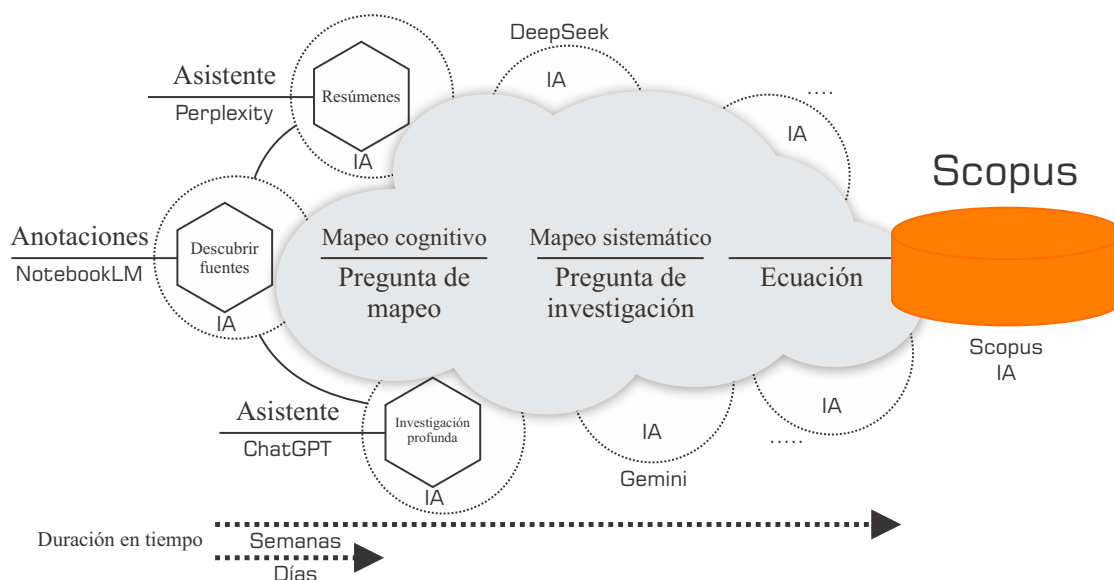 DeepSeek
IA
....
IA
Asistente
Perplexity
Resúmenes
IA
Scopus
Anotaciones
NotebookLM
Descubrir
fuentes
IA
Mapeo cognitivo
Pregunta de
mapeo
Mapeo sistemático
Pregunta de
investigación
Ecuación
Scopus
IA
Asistente
ChatGPT
Investigación
profunda
IA
IA
Gemini
IA
.....
Duración en tiempo
Semanas
Días